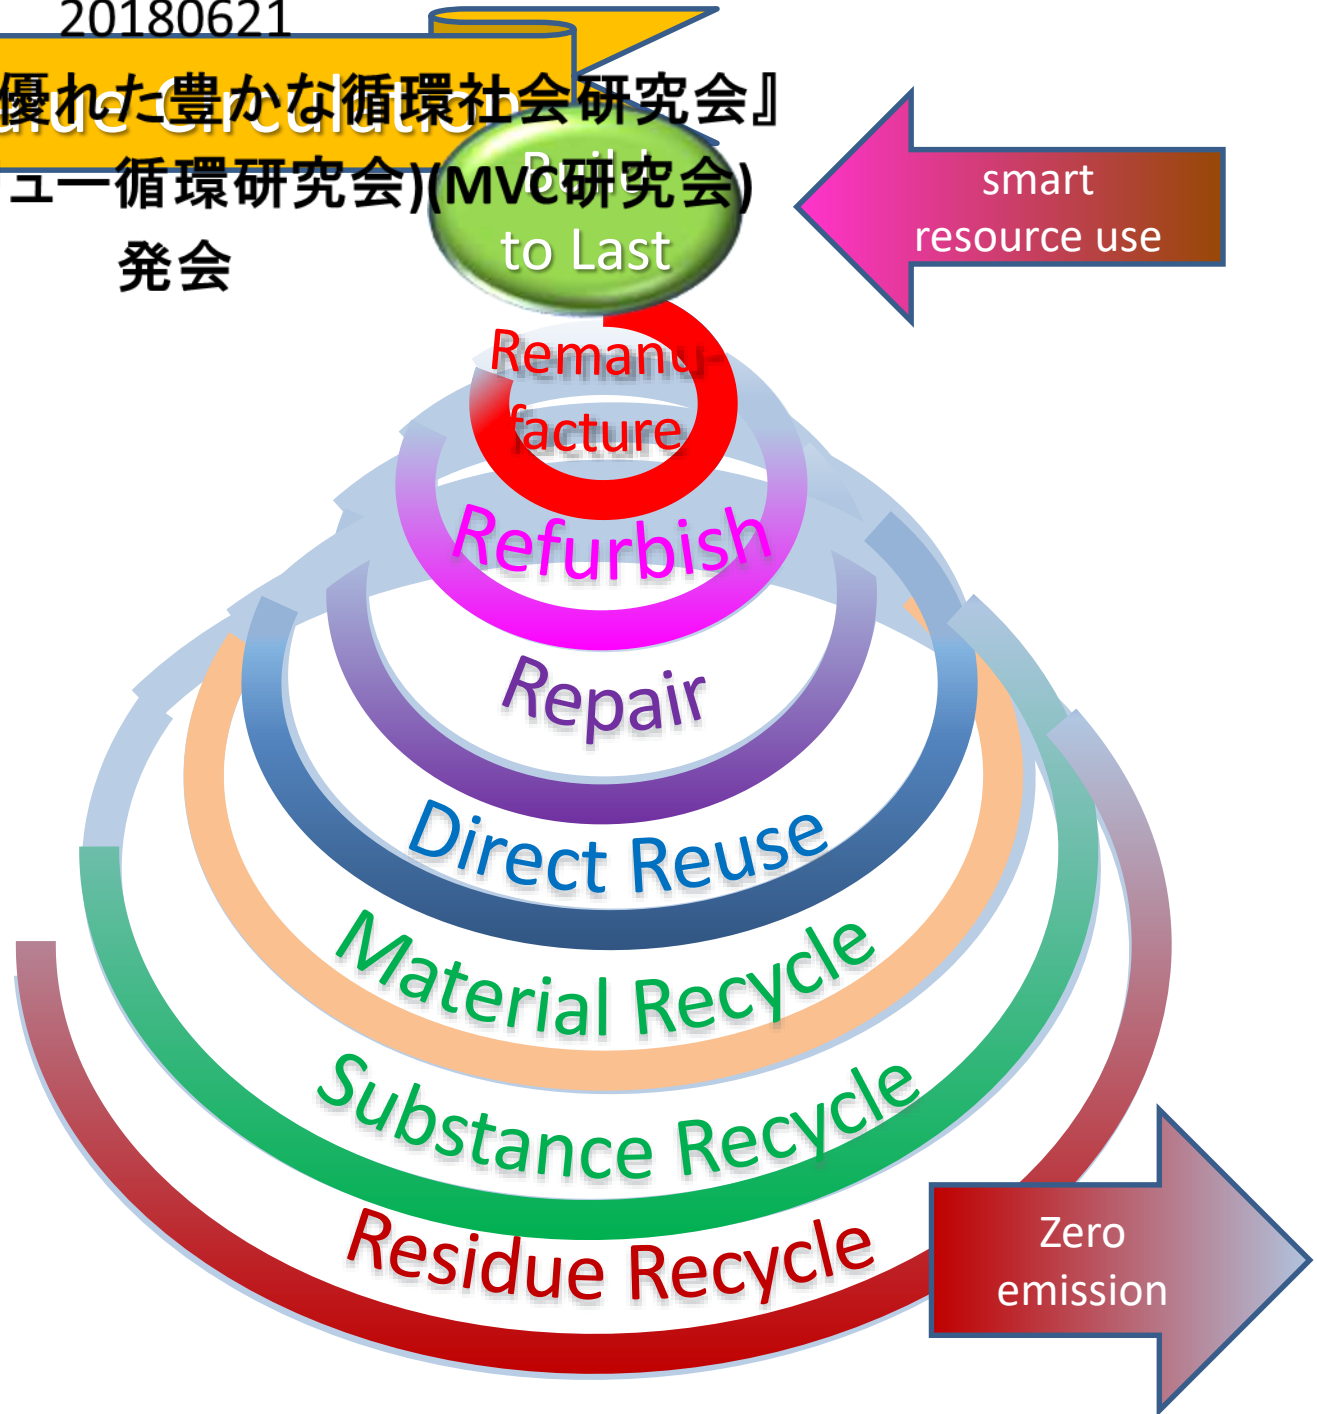 20180621
優れた豊かな循環社会研究会』
ュー循環研究会)(MVC研究会)
発会
Circulation
Build
to Last
smart
resource use
Remanu-
facture
Refurbish
Repair
Direct Reuse
Material Recycle
Substance Recycle
Residue Recycle
Zero
emission